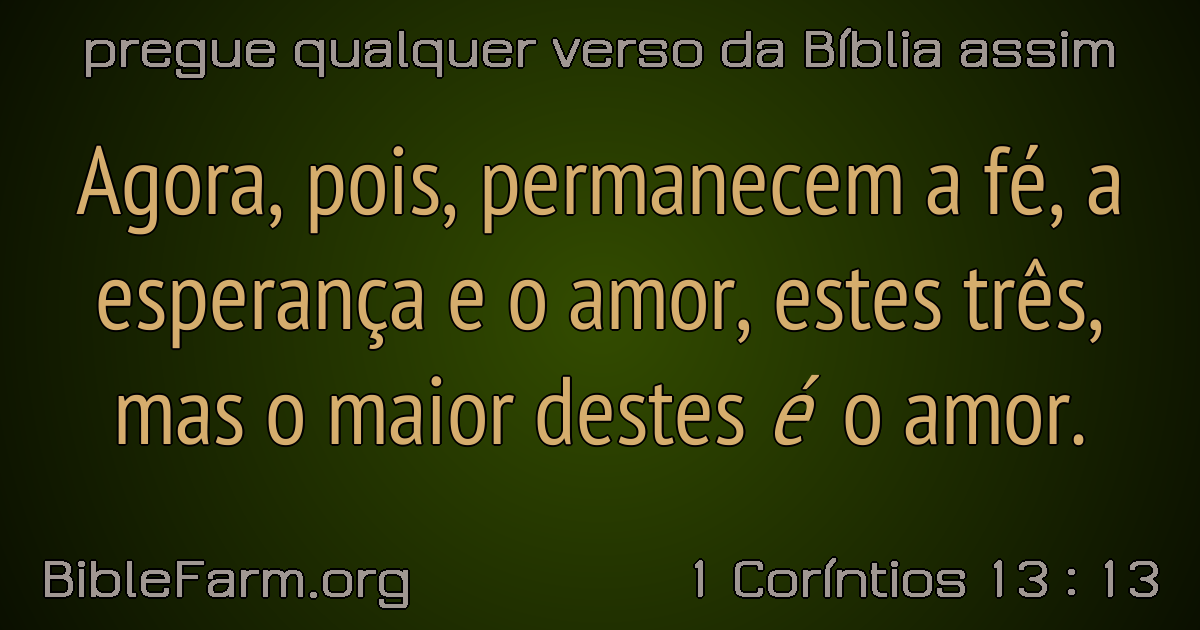 pregue qualquer verso da Bíblia assim
Agora, pois, permanecem a fé, a
esperança e o amor, estes três,
mas o maior destes é o amor.
BibleFarm.org
1 Coríntios 13 : 13